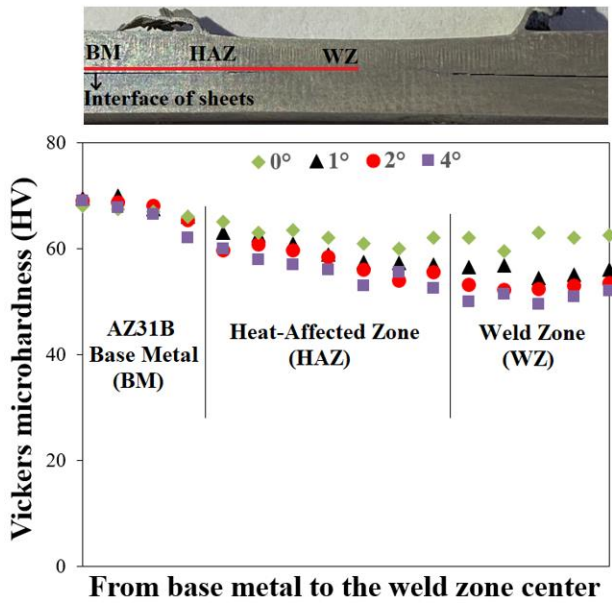 BM HAZ WZ
Interface of sheets
80
0° 1° 2° 4°
60
AZ31B
Base Metal
(BM)
Heat-Affected Zone
(HAZ)
Weld Zone
(WZ)
40
20
0
Vickers microhardness (HV)
From base metal to the weld zone center